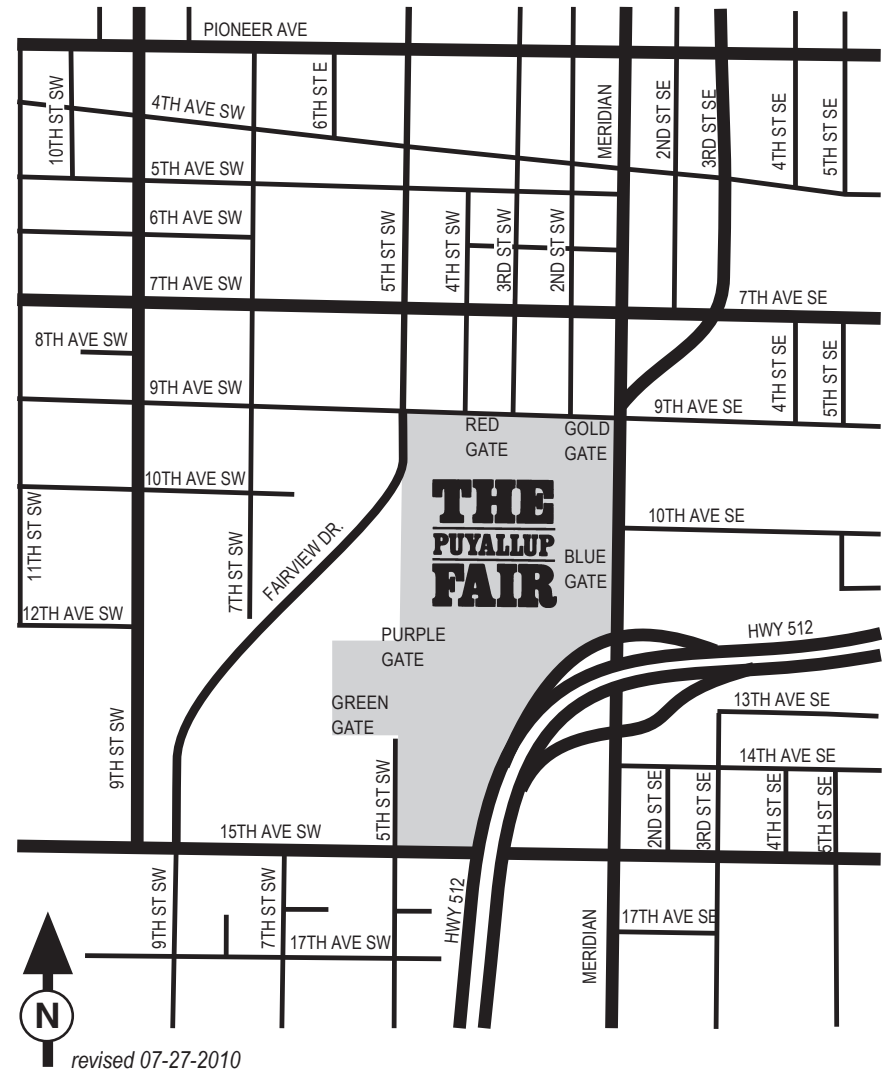 PIONEER AVE
10TH ST SW
4TH AVE SW
6TH ST E
MERIDIAN
2ND ST SE
3RD ST SE
4TH ST SE
5TH ST SE
5TH AVE SW
6TH AVE SW
5TH ST SW
4TH ST SW
3RD ST SW
2ND ST SW
7TH AVE SW
7TH AVE SE
8TH AVE SW
9TH AVE SW
4TH ST SE
5TH ST SE
9TH AVE SE
RED
GATE
GOLD
GATE
10TH AVE SW
11TH ST SW
7TH ST SW
FAIRVIEW DR.
THE
PUYALLUP
FAIR
10TH AVE SE
BLUE
GATE
12TH AVE SW
HWY 512
PURPLE
GATE
GREEN
GATE
9TH ST SW
13TH AVE SE
14TH AVE SE
5TH ST SW
2ND ST SE
3RD ST SE
4TH ST SE
5TH ST SE
15TH AVE SW
9TH ST SW
7TH ST SW
17TH AVE SW
HWY 512
MERIDIAN
17TH AVE SE
N
revised 07-27-2010